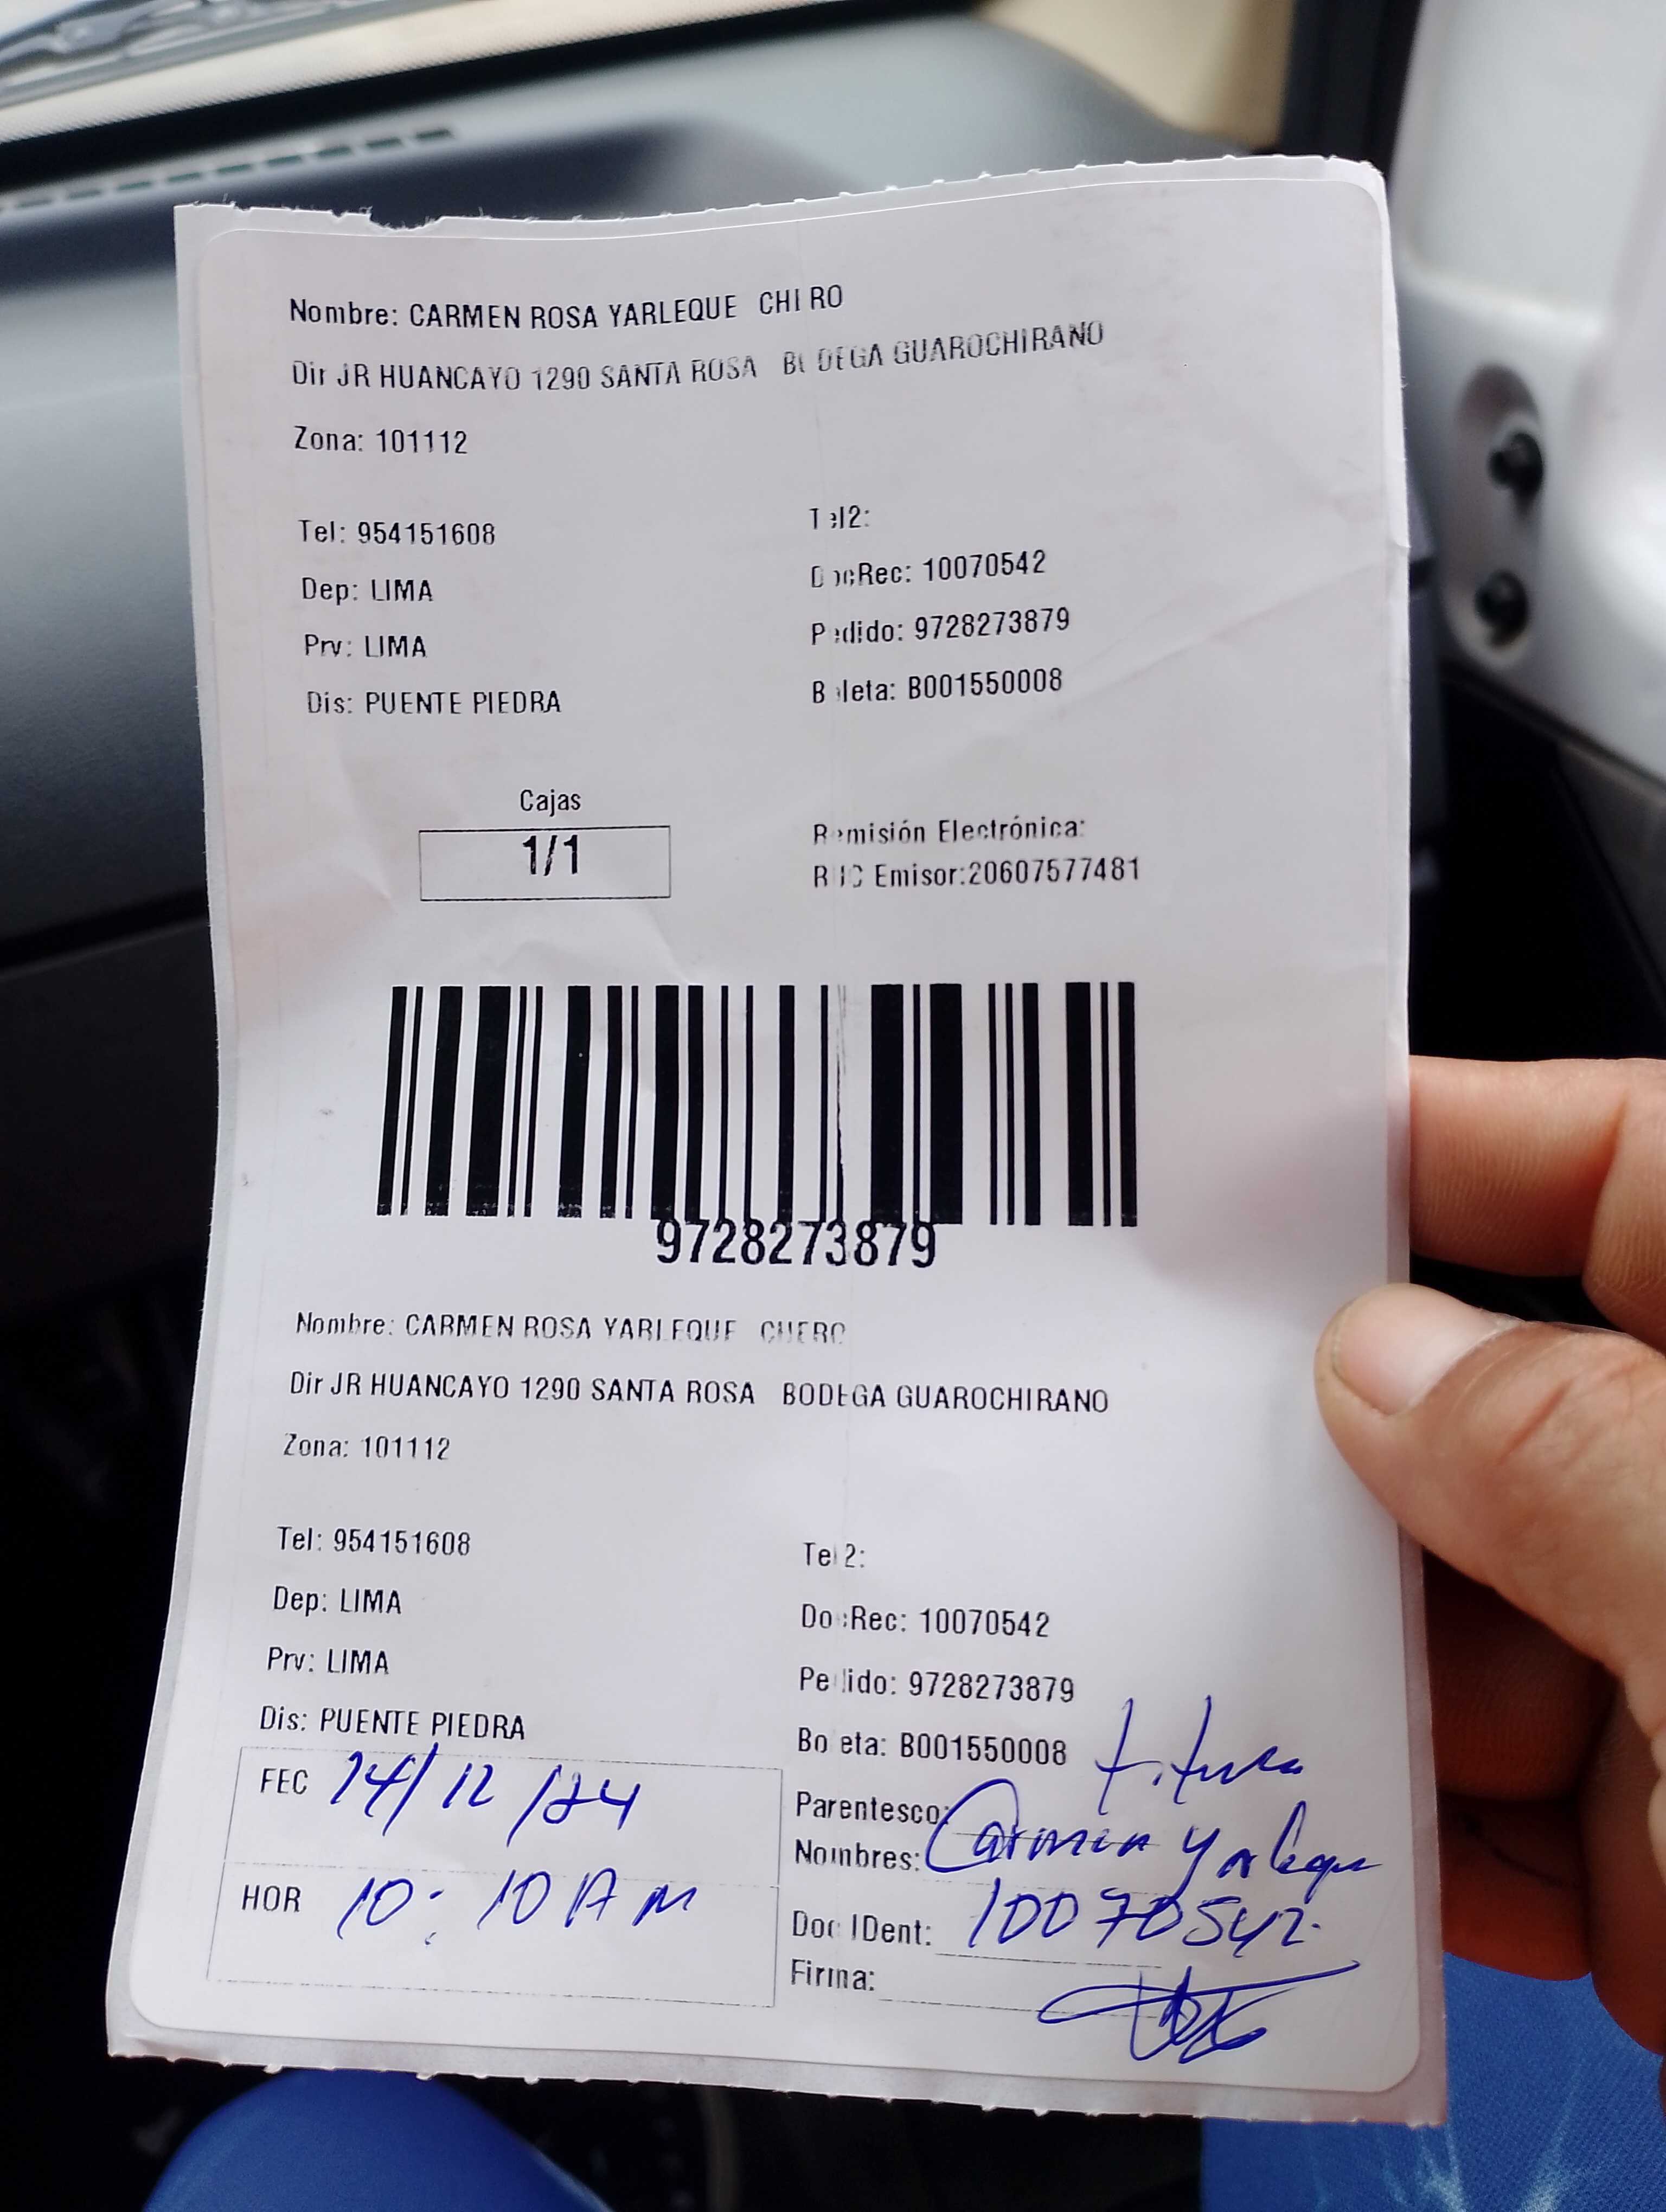 Nombre: CARMEN ROSA YARLEQUE
Dir JR HUANCAYO 1290 SANTA ROSA BODEGA GUAROCHIRANO
Zona: 101112
Tel: 954151608
Tel2:
Dep: LIMA
DocRec: 10070542
Prv: LIMA
Pedido: 9728273879
Dis: PUENTE PIEDRA
Boleta: B001550008
Cajas
1/1
Remisión Electrónica:
RUC Emisor:20607577481
9728273879
Nombre: CARMEN ROSA YARLEQUE
Dir JR HUANCAYO 1290 SANTA ROSA BODEGA GUAROCHIRANO
Zona: 101112
Tel: 954151608
Tel2:
Dep: LIMA
DocRec: 10070542
Prv: LIMA
Pedido: 9728273879
Dis: PUENTE PIEDRA
Boleta: B001550008
FEC 14/12/24
HOR 10:10 AM
Parentesco: titular
Nombres: Carmen Yarleque
Doc IDent: 10070542
Firma: